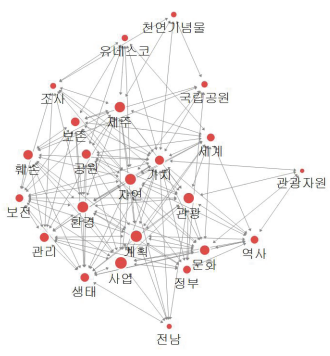 천연기념물
유네스코
조사
국립공원
제주
보존
세계
훼손
공원
가치
관광자원
자연
보전
관광
환경
관리
계획
역사
문화
사업
정부
생태
전남